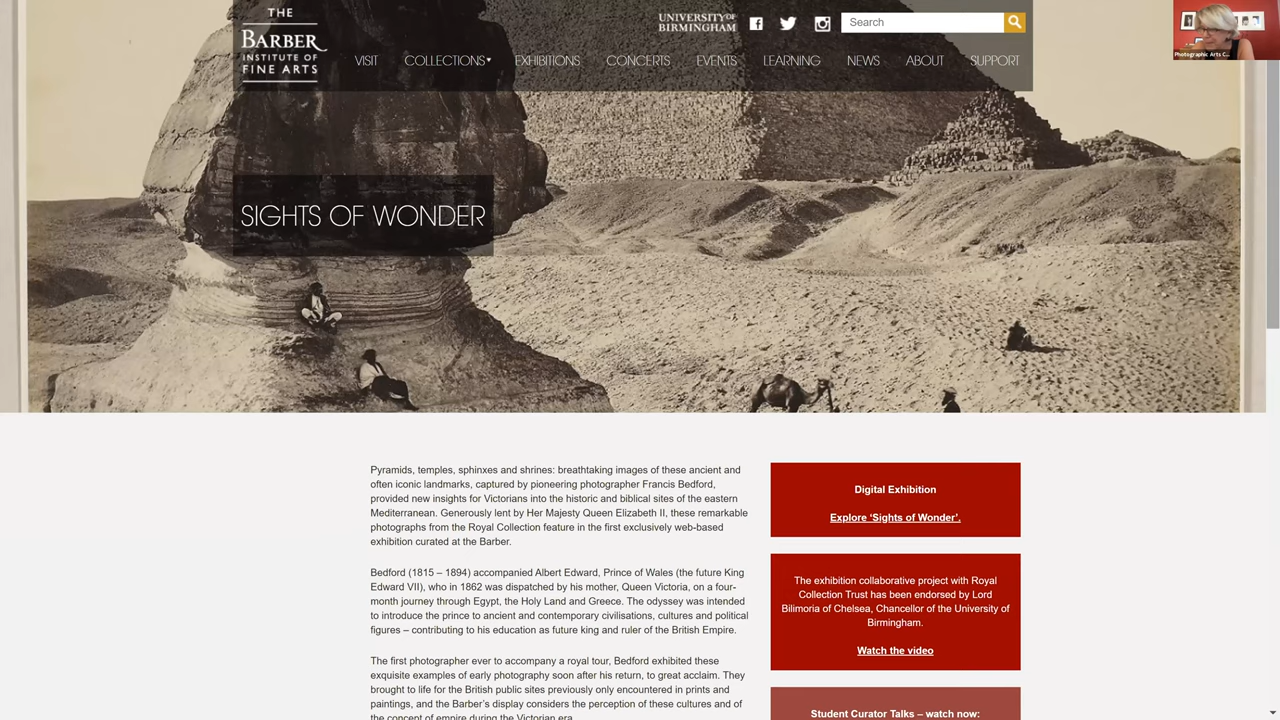 THE
BARBER
INSTITUTE OF
FINE ARTS
UNIVERSITY OF
BIRMINGHAM
Search
VISIT COLLECTIONS EXHIBITIONS CONCERTS EVENTS LEARNING NEWS ABOUT SUPPORT
Photographic Arts C...
SIGHTS OF WONDER
Pyramids, temples, sphinxes and shrines: breathtaking images of these ancient and
often iconic landmarks, captured by pioneering photographer Francis Bedford,
provided new insights for Victorians into the historic and biblical sites of the eastern
Mediterranean. Generously lent by Her Majesty Queen Elizabeth II, these remarkable
photographs from the Royal Collection feature in the first exclusively web-based
exhibition curated at the Barber.
Bedford (1815 – 1894) accompanied Albert Edward, Prince of Wales (the future King
Edward VII), who in 1862 was dispatched by his mother, Queen Victoria, on a four-
month journey through Egypt, the Holy Land and Greece. The odyssey was intended
to introduce the prince to ancient and contemporary civilisations, cultures and political
figures – contributing to his education as future king and ruler of the British Empire.
The first photographer ever to accompany a royal tour, Bedford exhibited these
exquisite examples of early photography soon after his return, to great acclaim. They
brought to life for the British public sites previously only encountered in prints and
paintings, and the Barber's display considers the perception of these cultures and of
the concept of empire during the Victorian era.
Digital Exhibition
Explore ‘Sights of Wonder’.
The exhibition collaborative project with Royal
Collection Trust has been endorsed by Lord
Bilimoria of Chelsea, Chancellor of the University of
Birmingham.
Watch the video
Student Curator Talks – watch now: